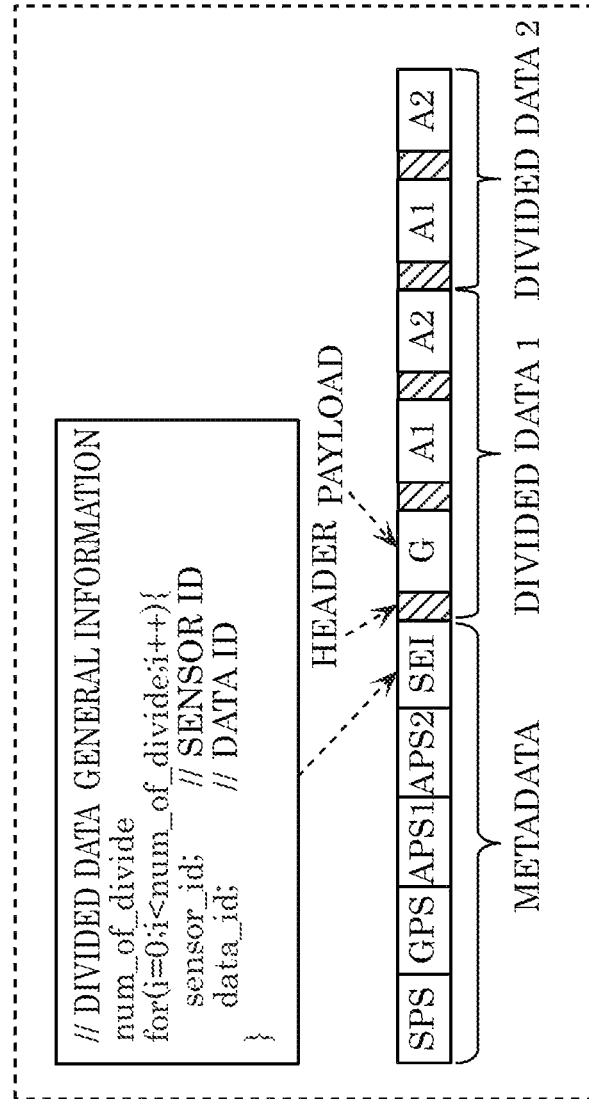 // DIVIDED DATA GENERAL INFORMATION
num_of_divide
for(i=0;i<num_of_divide;i++){
sensor_id; // SENSOR ID
data_id; // DATA ID
}
HEADER PAYLOAD
SPS GPS APS1 APS2 SEI G A1 A2 A1 A2
METADATA DIVIDED DATA 1 DIVIDED DATA 2